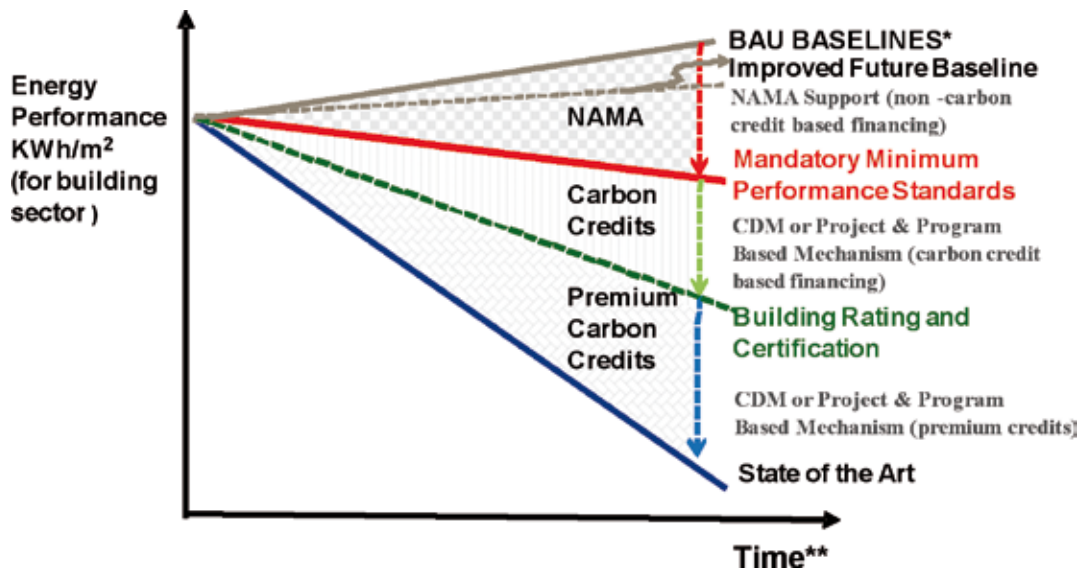 Energy
Performance
KWh/m²
(for building
sector )
BAU BASELINES*
Improved Future Baseline
NAMA Support (non -carbon
credit based financing)
NAMA
Mandatory Minimum
Performance Standards
Carbon
Credits
CDM or Project & Program
Based Mechanism (carbon credit
based financing)
Premium
Carbon
Credits
Building Rating and
Certification
CDM or Project & Program
Based Mechanism (premium credits)
State of the Art
Time**